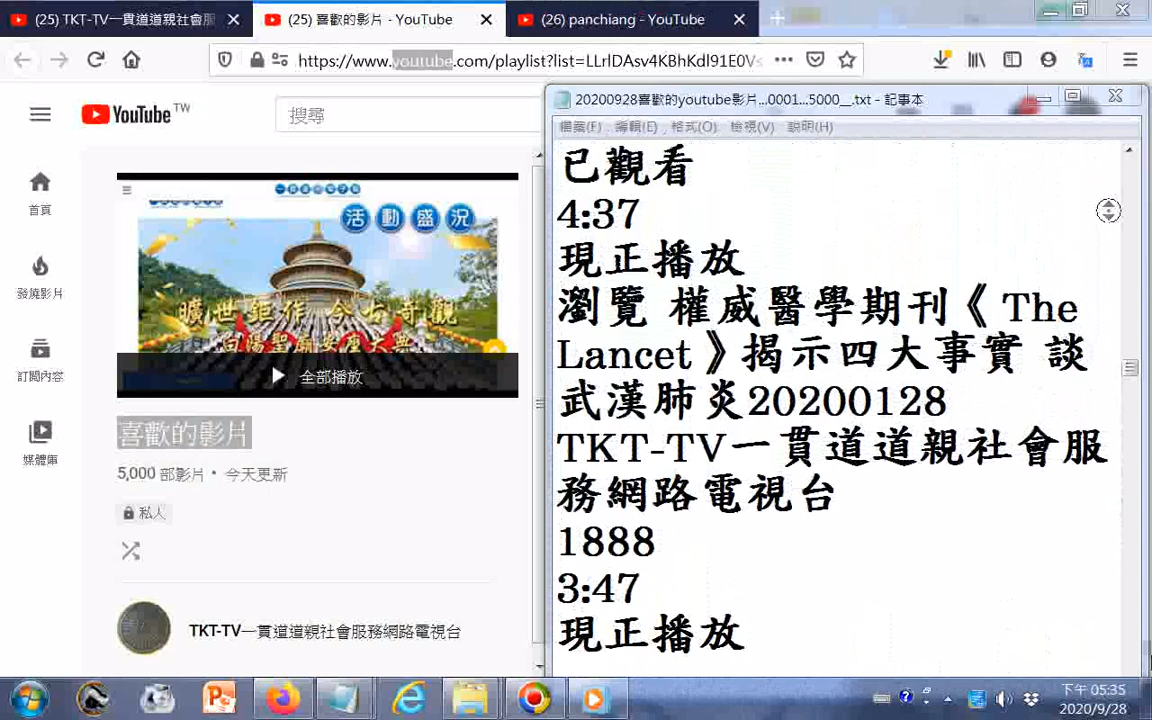 (25) TKT-TV一貫道道親社會服
(25) 喜歡的影片 - YouTube
(26) panchiang - YouTube
https://www.youtube.com/playlist?list=LLrlDAsv4KBhKdl91E0Vs
YouTube TW
搜尋
首頁
發燒影片
訂閱內容
媒體庫
活動盛況
曠世鉅作 今古奇觀
白陽聖廟安座大典
全部播放
喜歡的影片
5,000 部影片・今天更新
私人
TKT-TV一貫道道親社會服務網路電視台
20200928喜歡的youtube影片...0001...5000__.txt - 記事本
檔案(F) 編輯(E) 格式(O) 檢視(V) 說明(H)
已觀看
4:37
現正播放
瀏覽 權威醫學期刊《 The
Lancet 》揭示四大事實 談
武漢肺炎20200128
TKT-TV一貫道道親社會服
務網路電視台
1888
3:47
現正播放
下午 05:35
2020/9/28